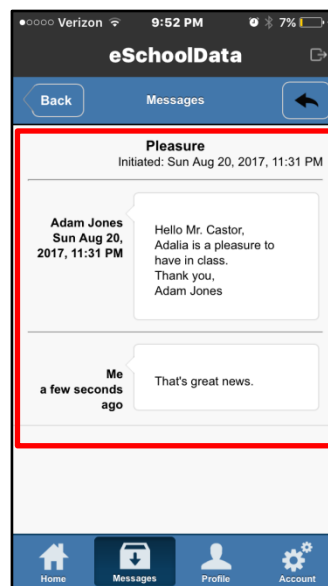 Verizon 9:52 PM 7%
eSchoolData
Back Messages
Pleasure
Initiated: Sun Aug 20, 2017, 11:31 PM
Adam Jones
Sun Aug 20,
2017, 11:31 PM
Hello Mr. Castor,
Adalia is a pleasure to
have in class.
Thank you,
Adam Jones
Me
a few seconds
ago
That's great news.
Home Messages Profile Account